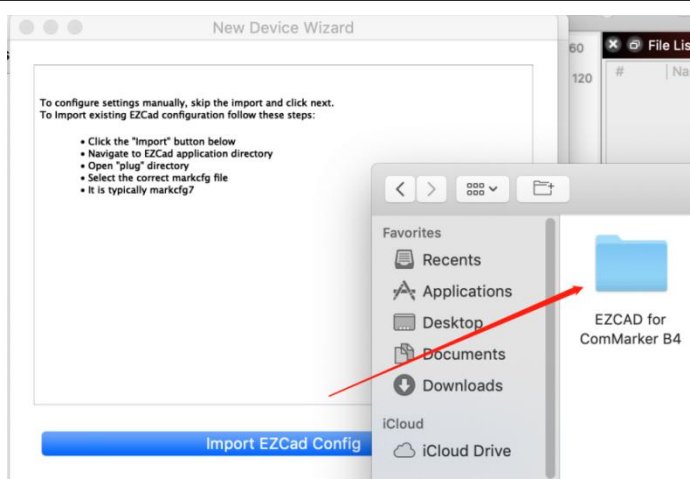 New Device Wizard
60
File Lis
120
#
Na
To configure settings manually, skip the import and click next.
To Import existing EZCad configuration follow these steps:
• Click the "Import" button below
• Navigate to EZCad application directory
• Open "plug" directory
• Select the correct markcfg file
• It is typically markcfg7
Import EZCad Config
Favorites
Recents
Applications
Desktop
Documents
Downloads
iCloud
iCloud Drive
EZCAD for
ComMarker B4